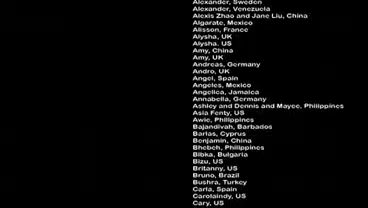 Alexander, Sweden
Alexander, Venezuela
Alexis Zhao and Jane Liu, China
Algarate, Mexico
Alisson, France
Alysha, UK
Alysha. US
Amy, China
Amy, UK
Andreas, Germany
Andro, UK
Angel, Spain
Angeles, Mexico
Angelica, Jamaica
Annabella, Germany
Ashley and Dennis and Mayee, Philippines
Asia Fenty, US
Awie, Philippines
Bajandivah, Barbados
Barlas, Cyprus
Benjamin, China
Bhebeh, Philippines
Bibka, Bulgaria
Bizu, US
Britanny, US
Bruno, Brazil
Bushra, Turkey
Carla, Spain
Carolaindy, US
Cary, US